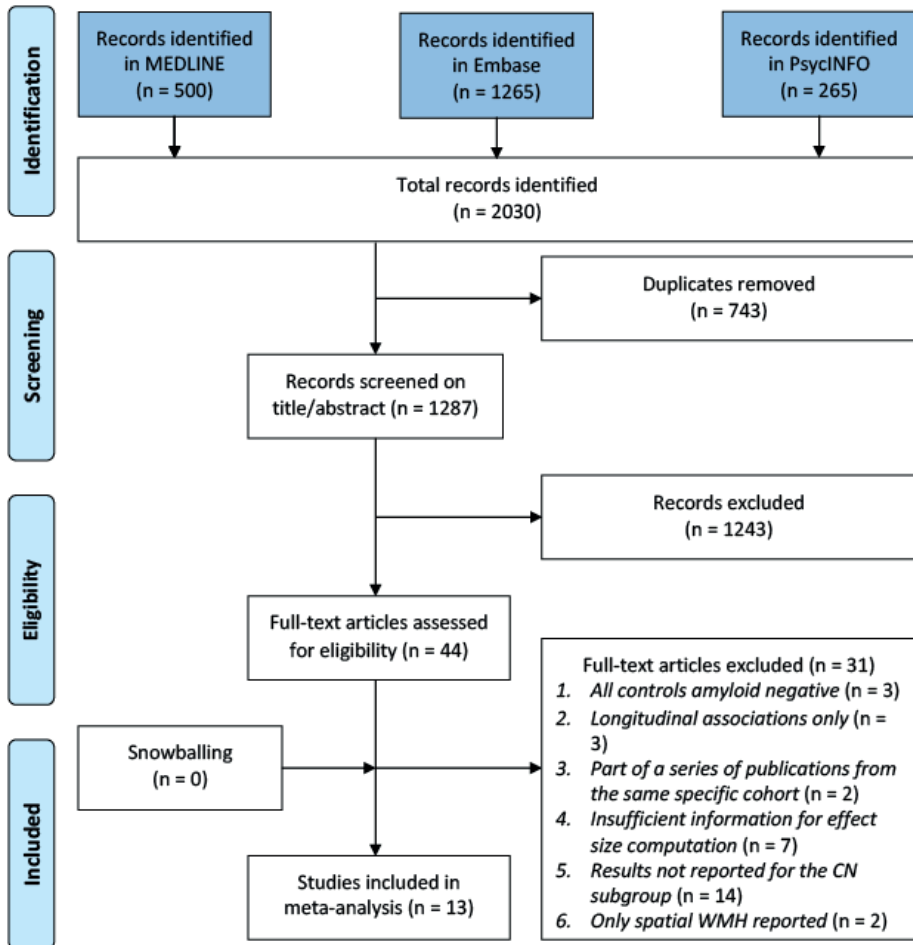 Identification
Records identified
in MEDLINE
(n = 500)
Records identified
in Embase
(n = 1265)
Records identified
in PsycINFO
(n = 265)
Total records identified
(n = 2030)
Screening
Duplicates removed
(n = 743)
Records screened on
title/abstract (n = 1287)
Records excluded
(n = 1243)
Eligibility
Full-text articles assessed
for eligibility (n = 44)
Full-text articles excluded (n = 31)
1. All controls amyloid negative (n = 3)
2. Longitudinal associations only (n =
3)
3. Part of a series of publications from
the same specific cohort (n = 2)
4. Insufficient information for effect
size computation (n = 7)
5. Results not reported for the CN
subgroup (n = 14)
6. Only spatial WMH reported (n = 2)
Included
Snowballing
(n = 0)
Studies included in
meta-analysis (n = 13)